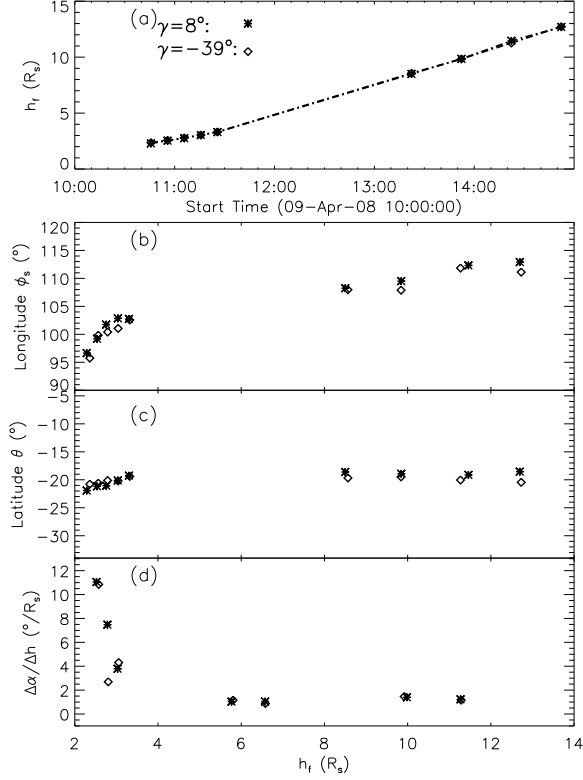 (a)
γ=8°:
γ=−39°:
15
10
5
0
h_f (R_s)
10:00 11:00 12:00 13:00 14:00
Start Time (09−Apr−08 10:00:00)
(b)
120
115
110
105
100
95
90
Longitude ϕ_s (°)
(c)
−5
−10
−15
−20
−25
−30
Latitude θ (°)
(d)
12
10
8
6
4
2
0
Δα/Δh (°/R_s)
2 4 6 8 10 12 14
h_f (R_s)